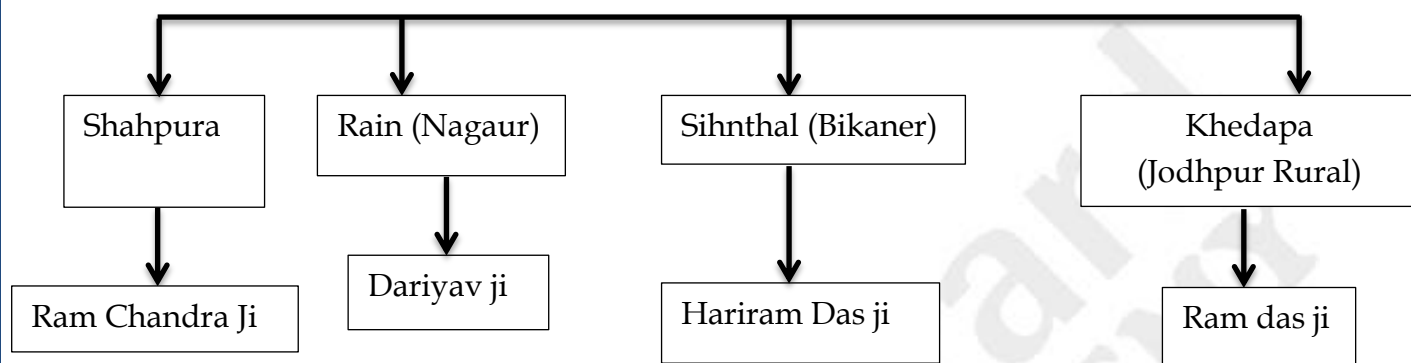 Shahpura
Rain (Nagaur)
Sihnthal (Bikaner)
Khedapa
(Jodhpur Rural)
Ram Chandra Ji
Dariyav ji
Hariram Das ji
Ram das ji